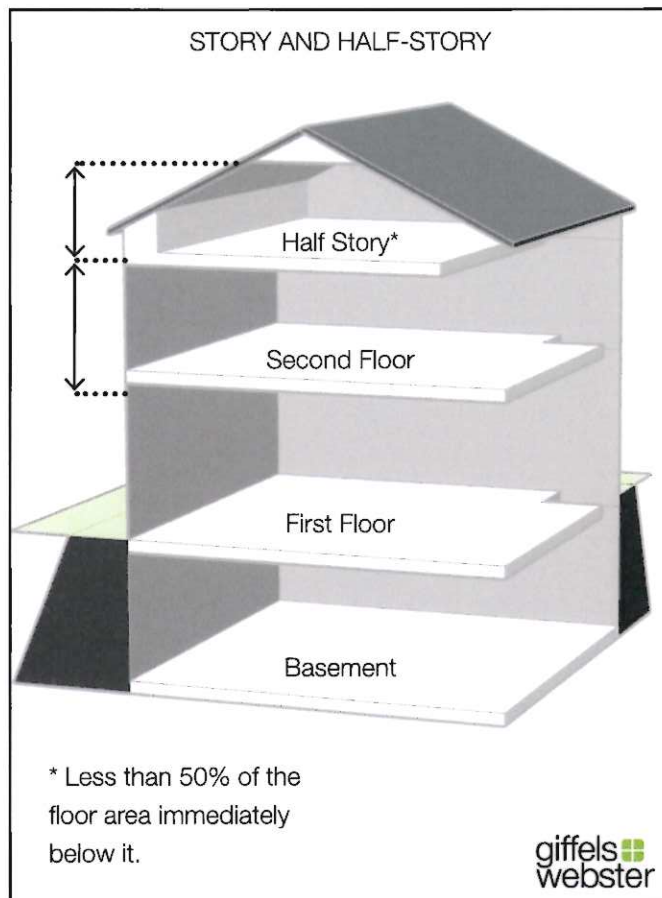 STORY AND HALF-STORY
Half Story*
Second Floor
First Floor
Basement
* Less than 50% of the
floor area immediately
below it.
giffels
webster